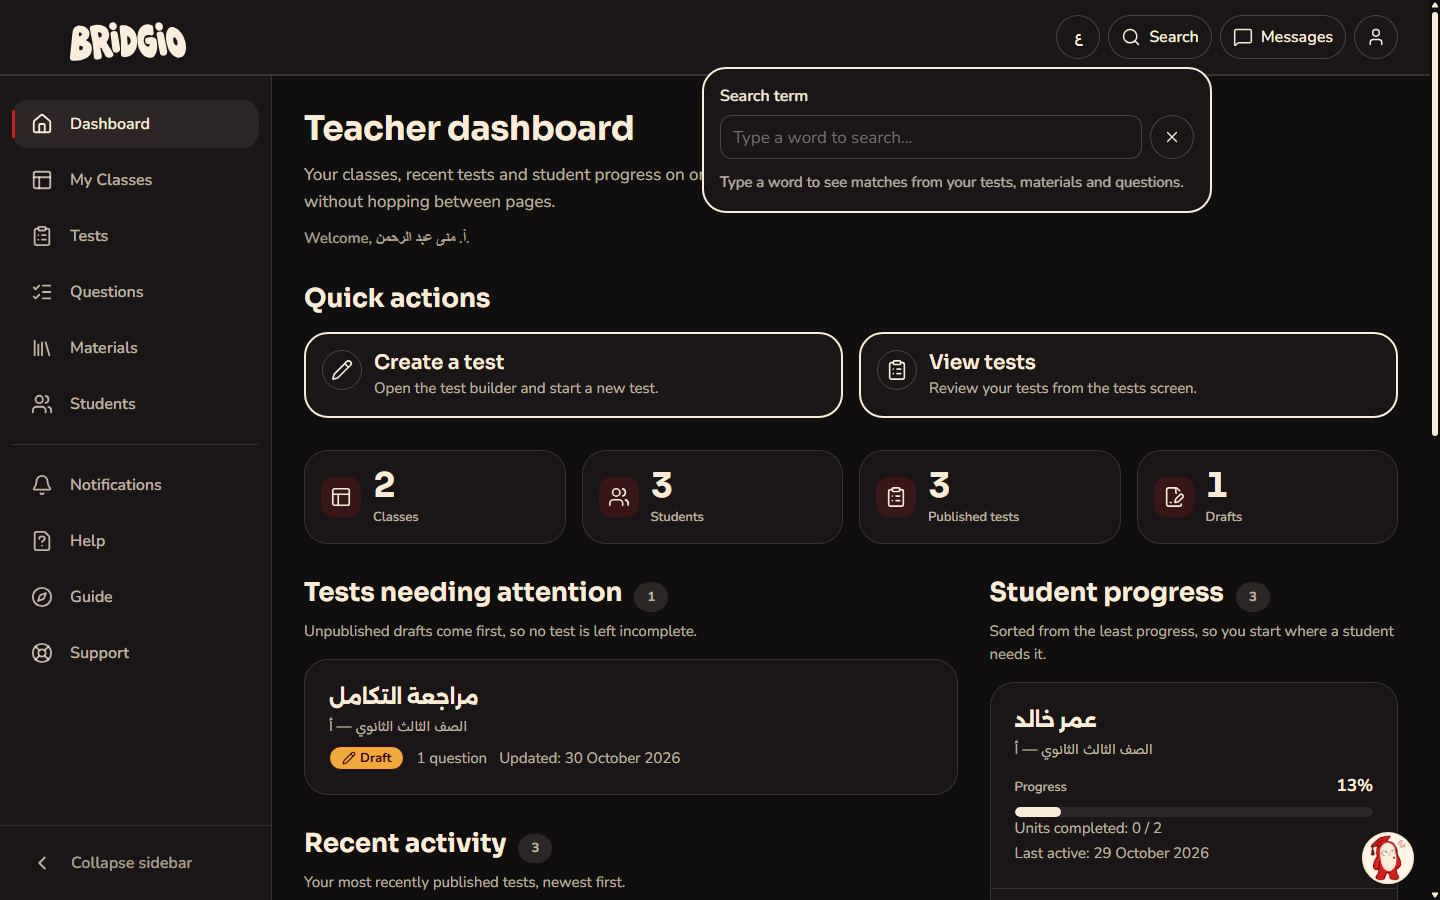 BRiDGiO
ع
Search
Messages
Search term
Type a word to search...
Type a word to see matches from your tests, materials and questions.
Dashboard
My Classes
Tests
Questions
Materials
Students
Notifications
Help
Guide
Support
Collapse sidebar
Teacher dashboard
Your classes, recent tests and student progress on
without hopping between pages.
Welcome, أ. منى عبد الرحمن.
Quick actions
Create a test
Open the test builder and start a new test.
View tests
Review your tests from the tests screen.
2
Classes
3
Students
3
Published tests
1
Drafts
Tests needing attention 1
Unpublished drafts come first, so no test is left incomplete.
مراجعة التكامل
الصف الثالث الثانوي — أ
Draft 1 question Updated: 30 October 2026
Recent activity 3
Your most recently published tests, newest first.
Student progress 3
Sorted from the least progress, so you start where a student
needs it.
عمر خالد
الصف الثالث الثانوي — أ
Progress 13%
Units completed: 0 / 2
Last active: 29 October 2026